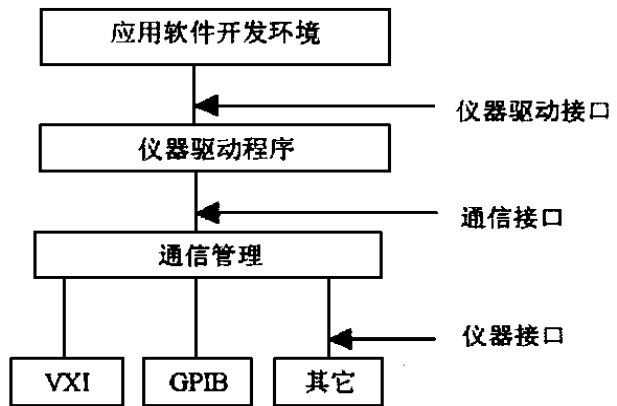 应用软件开发环境
仪器驱动接口
仪器驱动程序
通信接口
通信管理
仪器接口
VXI
GPIB
其它